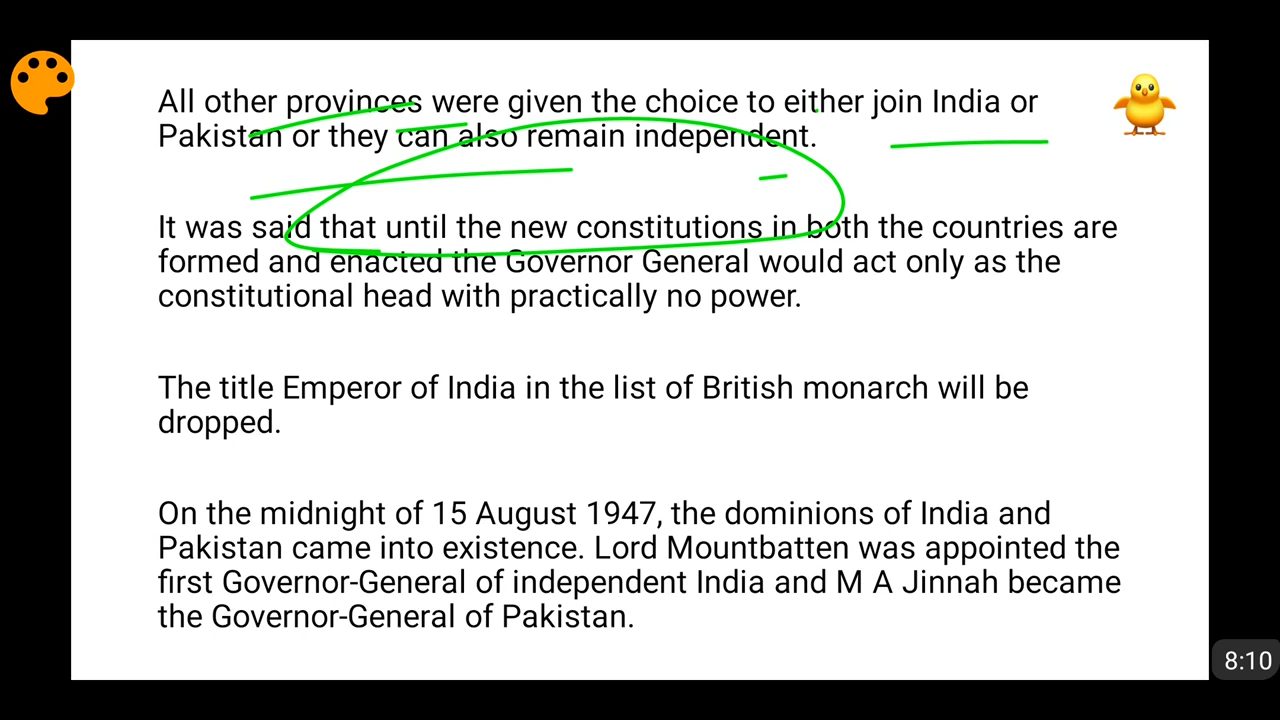 All other provinces were given the choice to either join India or
Pakistan or they can also remain independent.
It was said that until the new constitutions in both the countries are
formed and enacted the Governor General would act only as the
constitutional head with practically no power.
The title Emperor of India in the list of British monarch will be
dropped.
On the midnight of 15 August 1947, the dominions of India and
Pakistan came into existence. Lord Mountbatten was appointed the
first Governor-General of independent India and M A Jinnah became
the Governor-General of Pakistan.
8:10